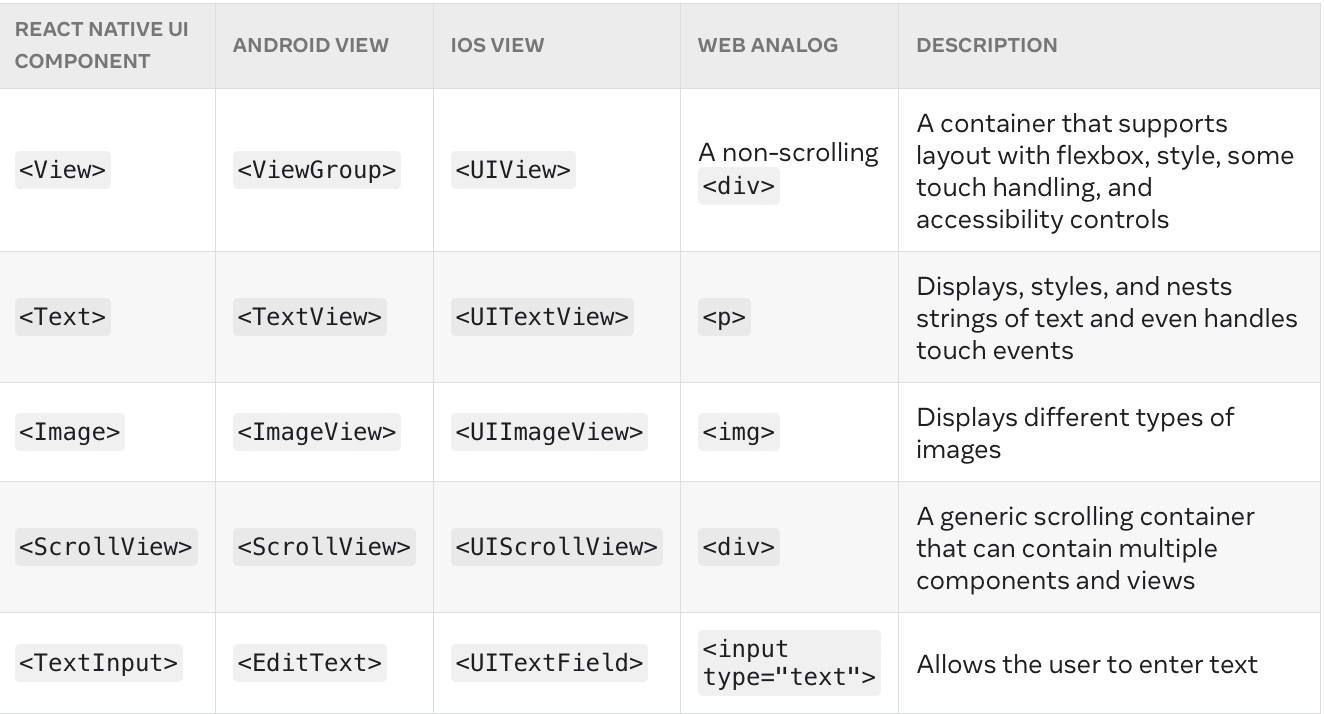 REACT NATIVE UI
COMPONENT
ANDROID VIEW
IOS VIEW
WEB ANALOG
DESCRIPTION
<View>
<ViewGroup>
<UIView>
A non-scrolling
<div>
A container that supports
layout with flexbox, style, some
touch handling, and
accessibility controls
<Text>
<TextView>
<UITextView>
<p>
Displays, styles, and nests
strings of text and even handles
touch events
<Image>
<ImageView>
<UIImageView>
<img>
Displays different types of
images
<ScrollView>
<ScrollView>
<UIScrollView>
<div>
A generic scrolling container
that can contain multiple
components and views
<TextInput>
<EditText>
<UITextField>
<input
type="text">
Allows the user to enter text